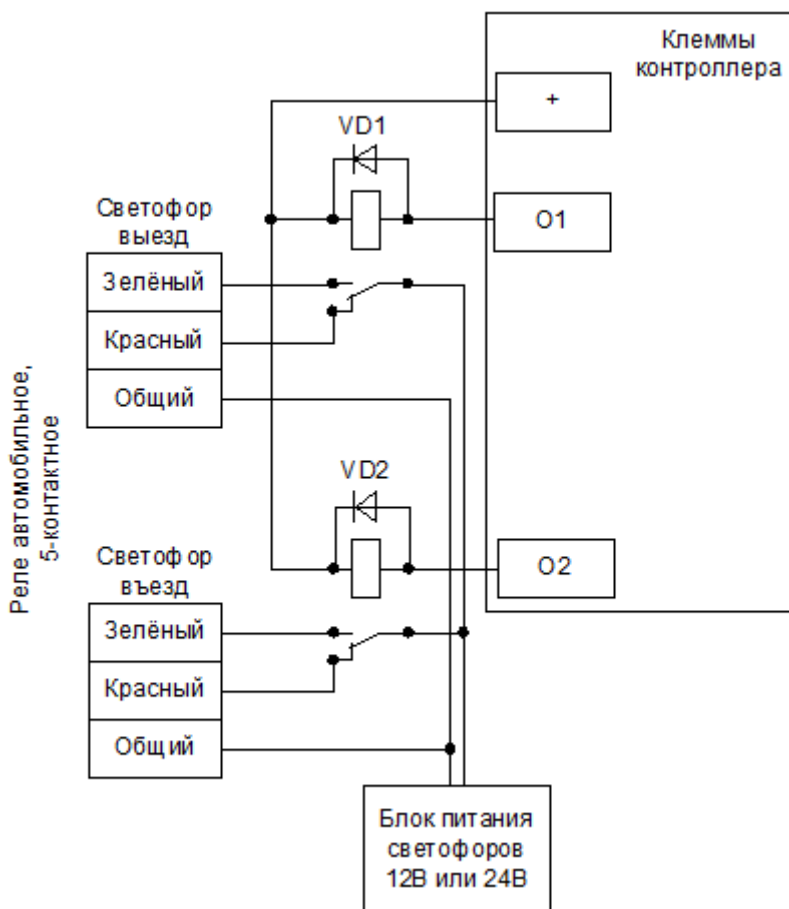 Клеммы
контроллера
+
VD1
O1
Светофор
выезд
Зелёный
Красный
Общий
Реле автомобильное,
5-контактное
VD2
O2
Светофор
въезд
Зелёный
Красный
Общий
Блок питания
светофоров
12В или 24В